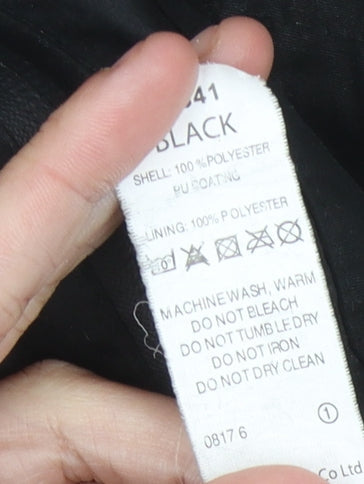 41
BLACK
SHELL: 100 % POLYESTER
PU COATING
LINING: 100% POLYESTER
MACHINE WASH, WARM
DO NOT BLEACH
DO NOT TUMBLE DRY
DO NOT IRON
DO NOT DRY CLEAN
0817 6
1
Co Ltd